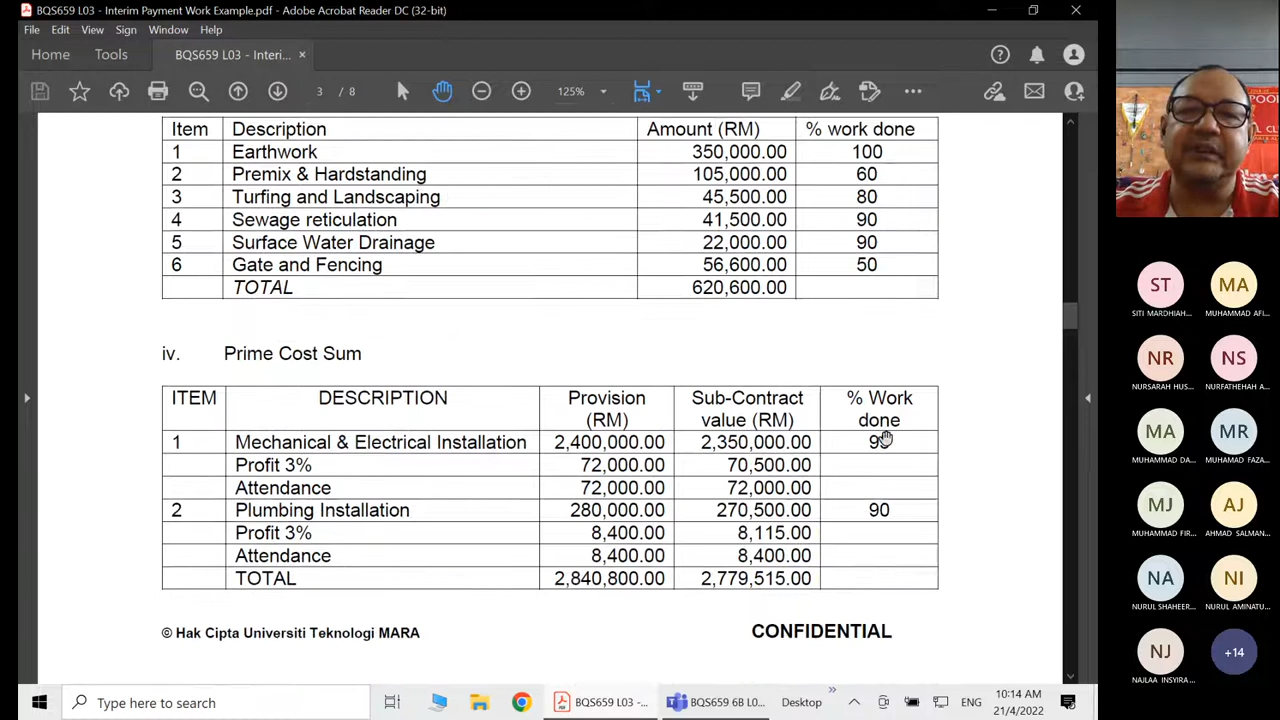 BQS659 L03 - Interim Payment Work Example.pdf - Adobe Acrobat Reader DC (32-bit)
File Edit View Sign Window Help
Home Tools BQS659 L03 - Interi... ×
3 / 8 125%
Item Description Amount (RM) % work done
1 Earthwork 350,000.00 100
2 Premix & Hardstanding 105,000.00 60
3 Turfing and Landscaping 45,500.00 80
4 Sewage reticulation 41,500.00 90
5 Surface Water Drainage 22,000.00 90
6 Gate and Fencing 56,600.00 50
TOTAL 620,600.00
iv. Prime Cost Sum
ITEM DESCRIPTION Provision (RM) Sub-Contract value (RM) % Work done
1 Mechanical & Electrical Installation 2,400,000.00 2,350,000.00
Profit 3% 72,000.00 70,500.00
Attendance 72,000.00 72,000.00
2 Plumbing Installation 280,000.00 270,500.00 90
Profit 3% 8,400.00 8,115.00
Attendance 8,400.00 8,400.00
TOTAL 2,840,800.00 2,779,515.00
© Hak Cipta Universiti Teknologi MARA CONFIDENTIAL
ST MA
SITI MARDHIAH... MUHAMMAD AFI...
NR NS
NURSARAH HUS... NURFATHEHAH A...
MA MR
MUHAMMAD DA... MUHAMAD FAZA...
MJ AJ
MUHAMMAD FIR... AHMAD SALMAN...
NA NI
NURUL SHAHEER... NURUL AMINATU...
NJ +14
NAJLAA INSYIRA ...
Type here to search BQS659 L03 -... BQS659 6B L0... Desktop ENG 10:14 AM
21/4/2022